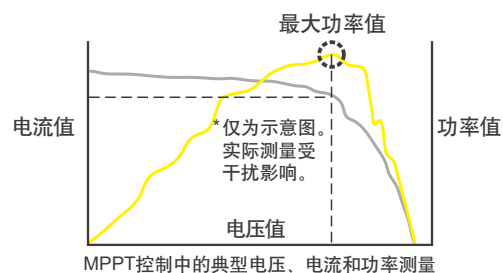 最大功率值
电流值
功率值
*仅为示意图。
实际测量受
干扰影响。
电压值
MPPT控制中的典型电压、电流和功率测量